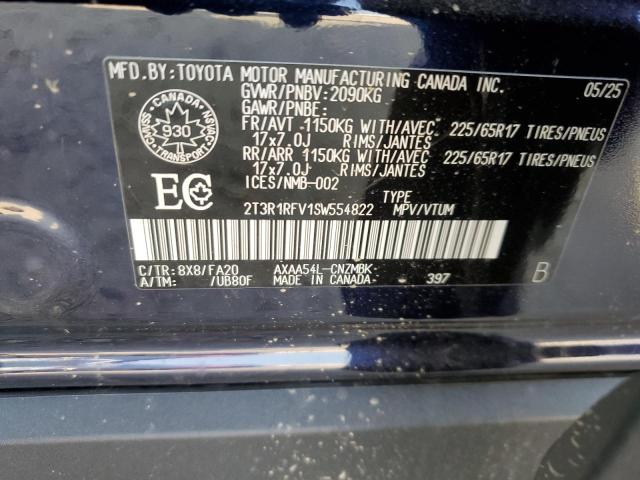 MFD.BY:TOYOTA MOTOR MANUFACTURING CANADA INC.
GVWR/PNBV:2090KG 05/25
GAWR/PNBE:
FR/AVT 1150KG WITH/AVEC 225/65R17 TIRES/PNEUS
17x7.0J RIMS/JANTES
RR/ARR 1150KG WITH/AVEC 225/65R17 TIRES/PNEUS
17x7.0J RIMS/JANTES
ICES/NMB-002
CANADA
CMVSS NSVAC
930
TRANSPORT
EC
TYPE
2T3R1RFV1SW554822 MPV/VTUM
C/TR:8X8/FA20 AXAA54L-CNZMBK 397 B
A/TM: /UB80F MADE IN CANADA